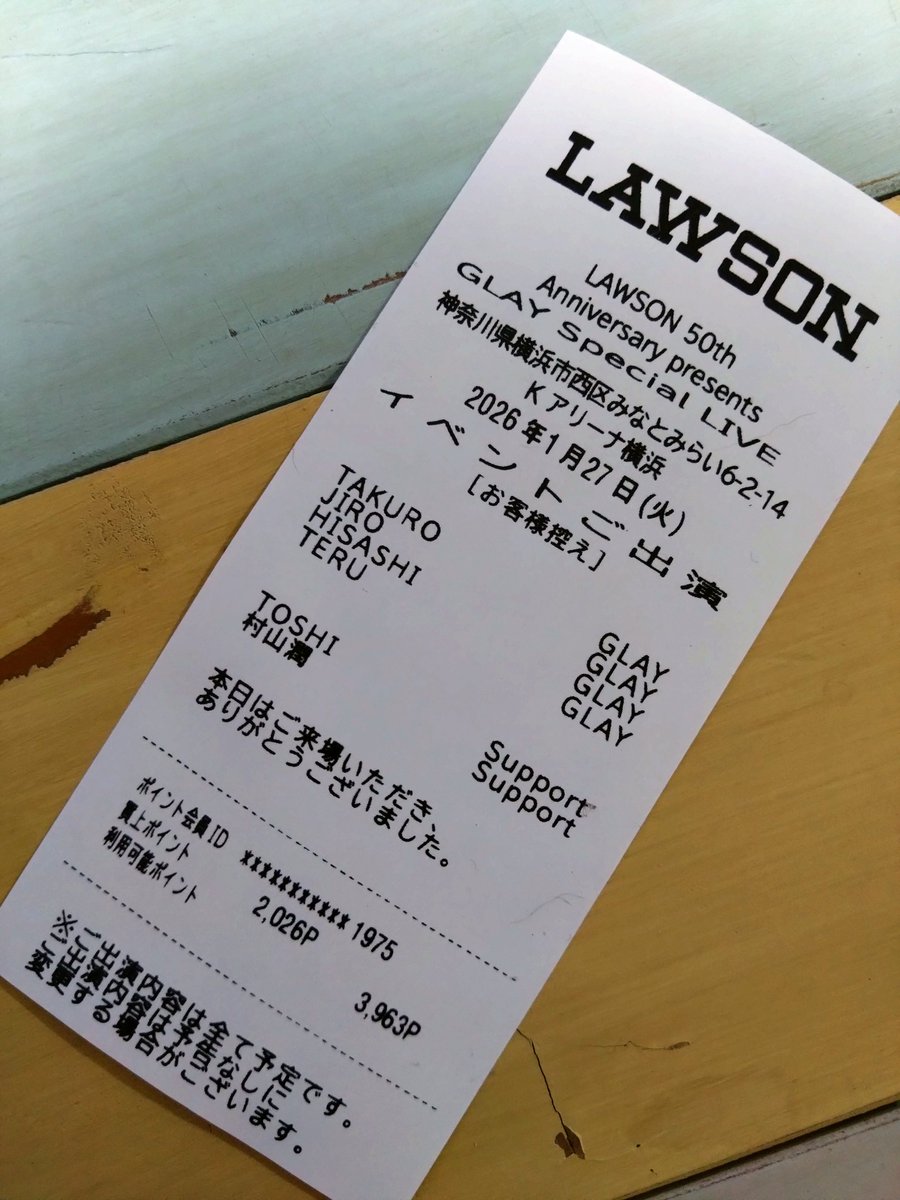 LAWSON
LAWSON 50th
Anniversary presents
GLAY Special LIVE
神奈川県横浜市西区みなとみらい6-2-14
Kアリーナ横浜
2026年1月27日(火)
イベントご出演
[お客様控え]
TAKURO GLAY
JIRO GLAY
HISASHI GLAY
TERU GLAY
TOSHI Support
村山潤 Support
本日はご来場いただき、
ありがとうございました。
ポイント会員ID ***********1975
買上ポイント 2,026P
利用可能ポイント 3,963P
※ご出演内容は全て予定です。
ご出演内容は予告なしに
変更する場合がございます。